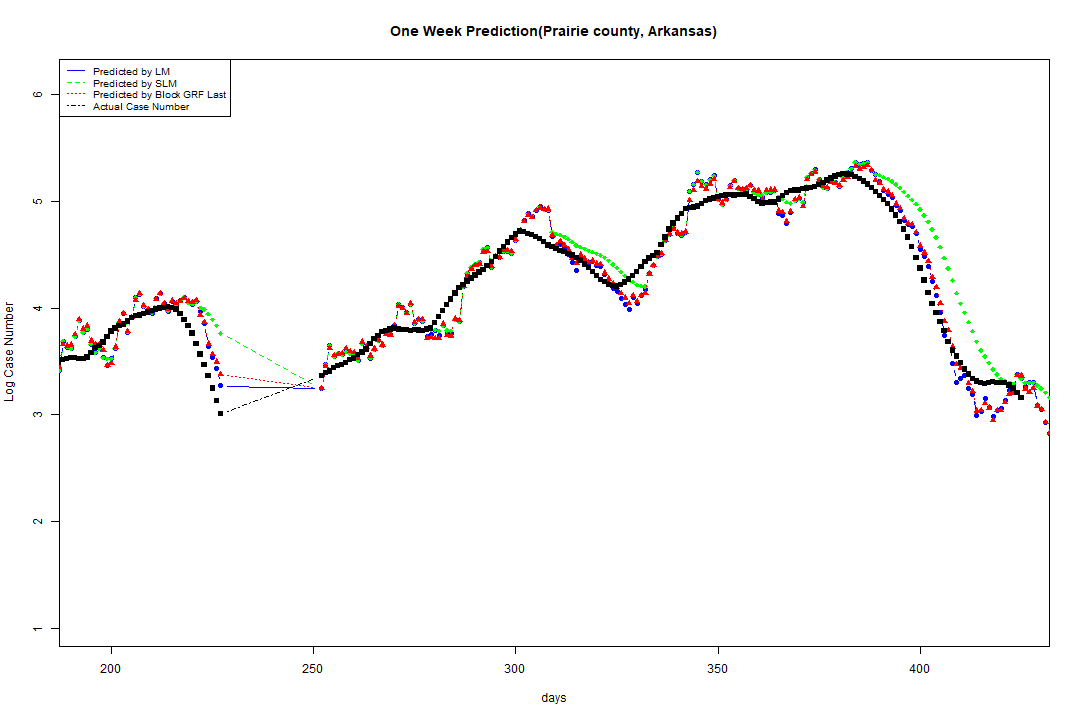 One Week Prediction(Prairie county, Arkansas)
Predicted by LM
Predicted by SLM
Predicted by Block GRF Last
Actual Case Number
6
5
4
3
2
1
Log Case Number
200 250 300 350 400
days